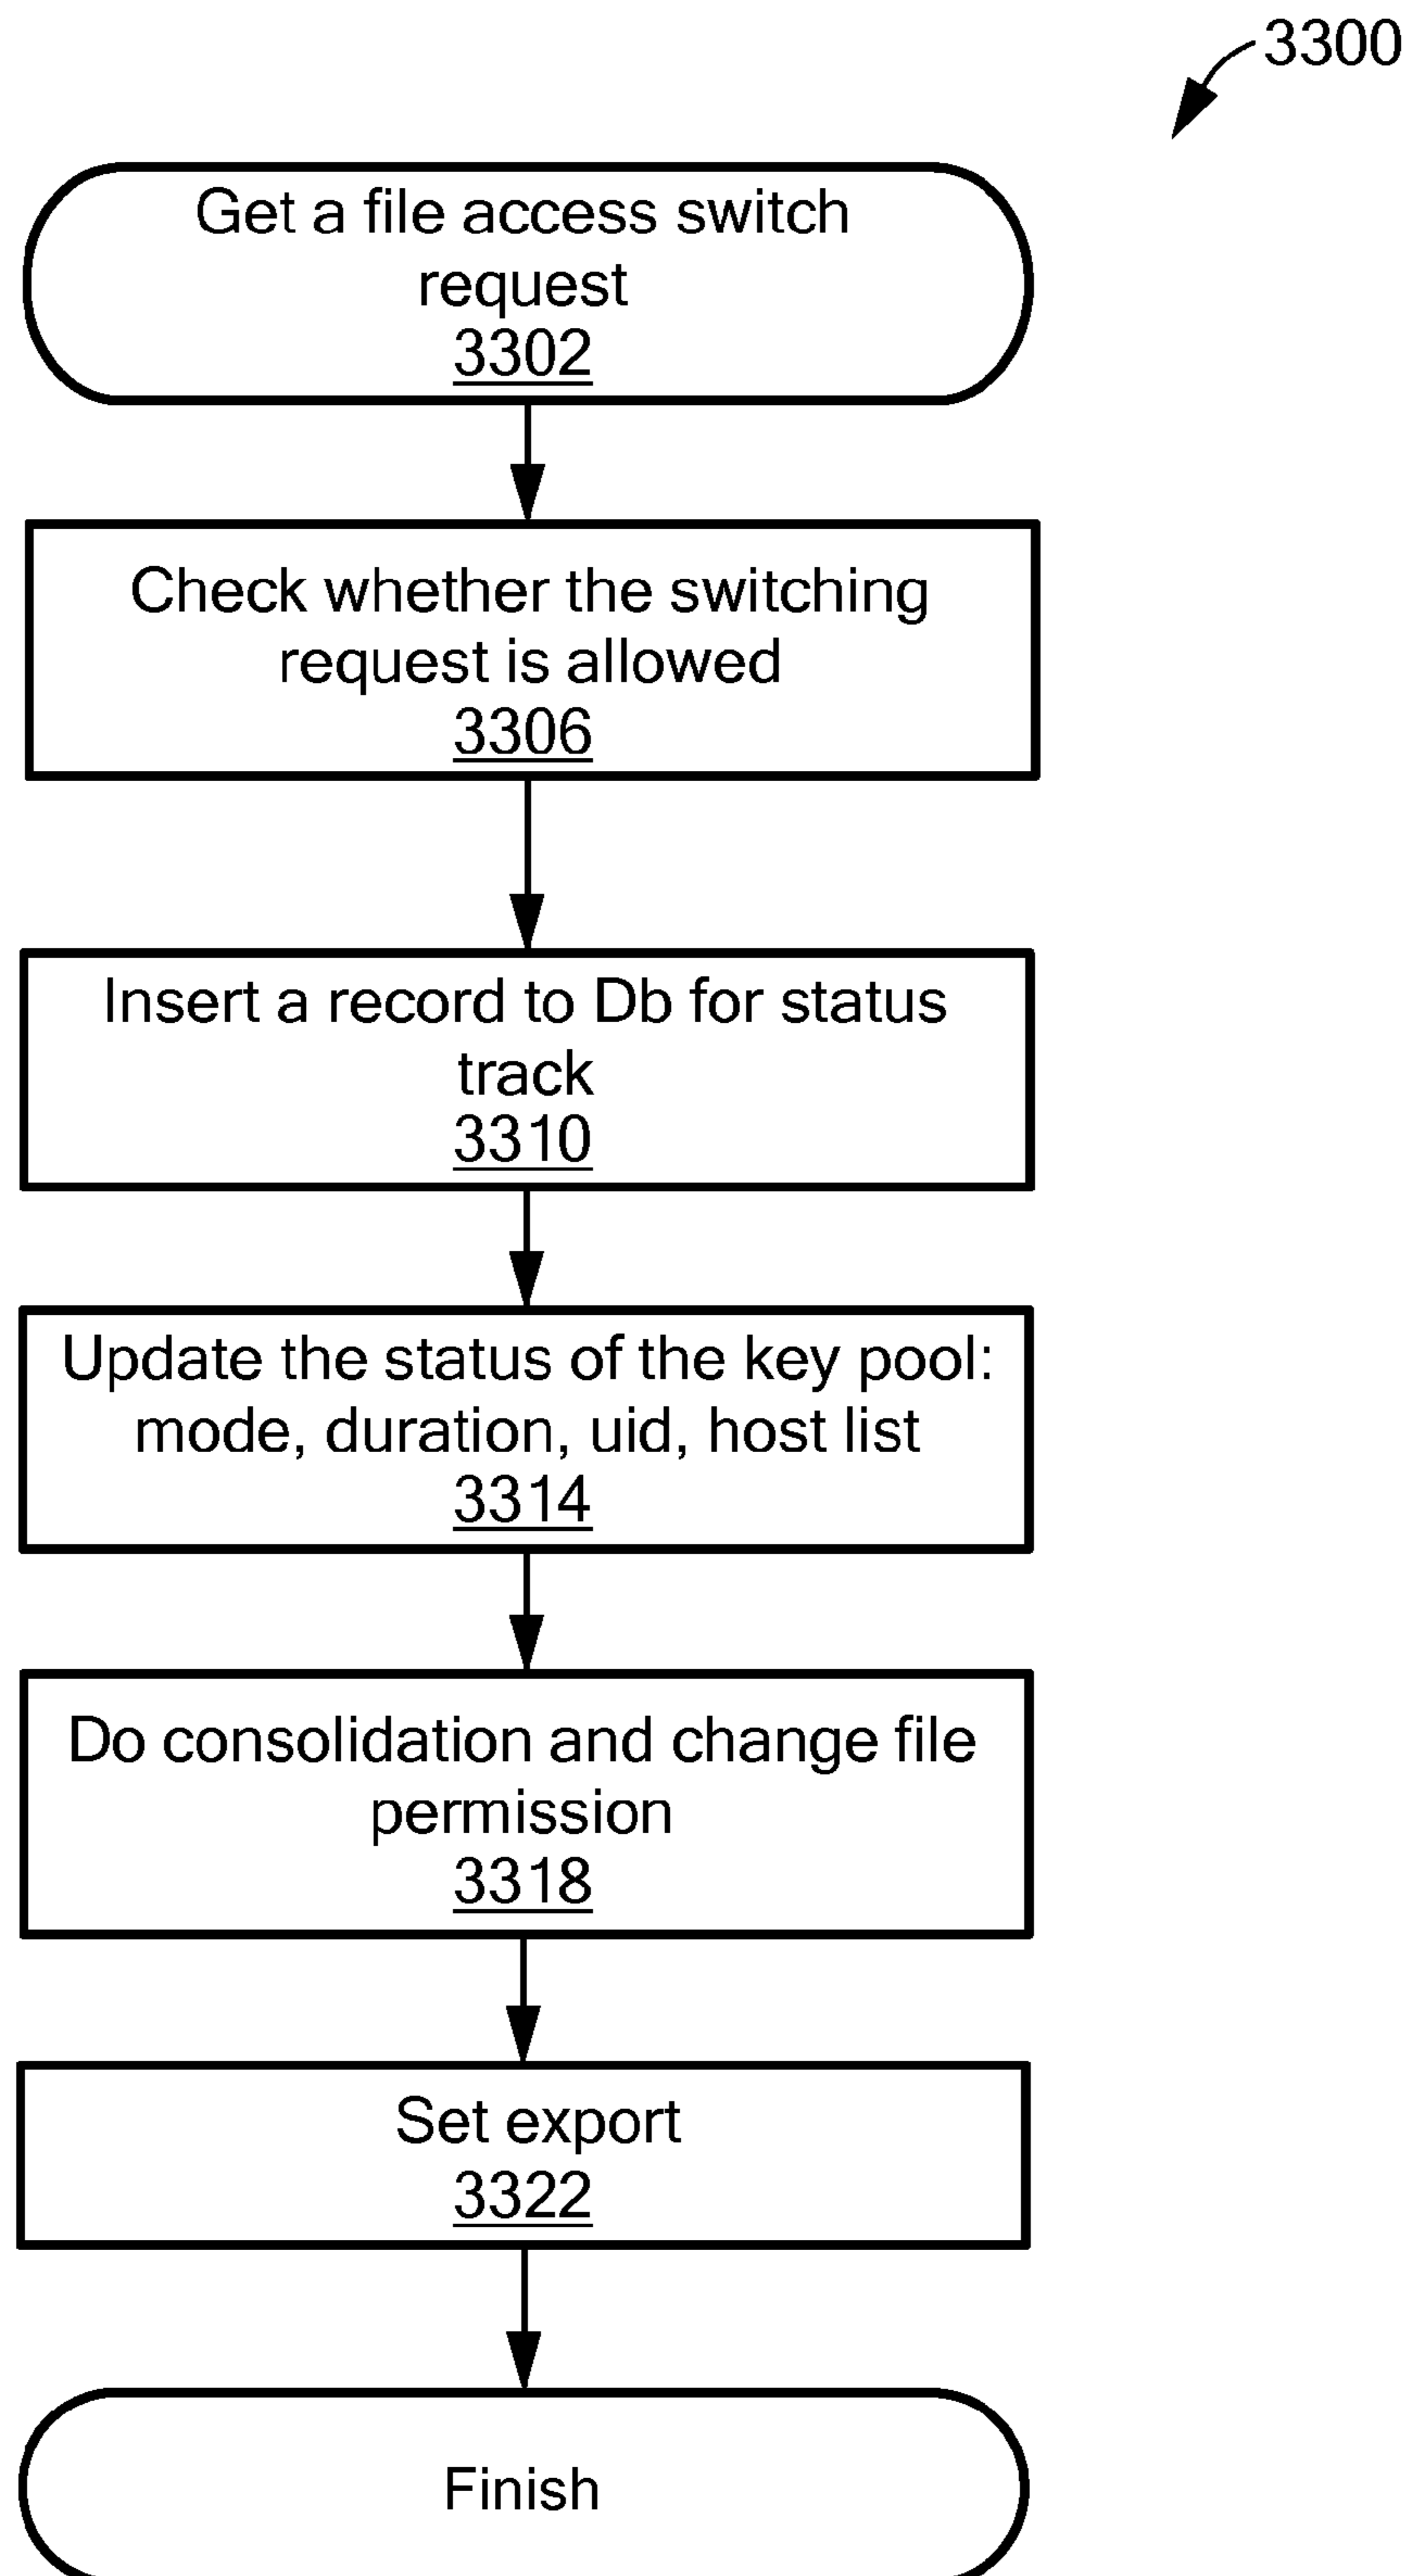 3300
Get a file access switch
request
3302
Check whether the switching
request is allowed
3306
Insert a record to Db for status
track
3310
Update the status of the key pool:
mode, duration, uid, host list
3314
Do consolidation and change file
permission
3318
Set export
3322
Finish